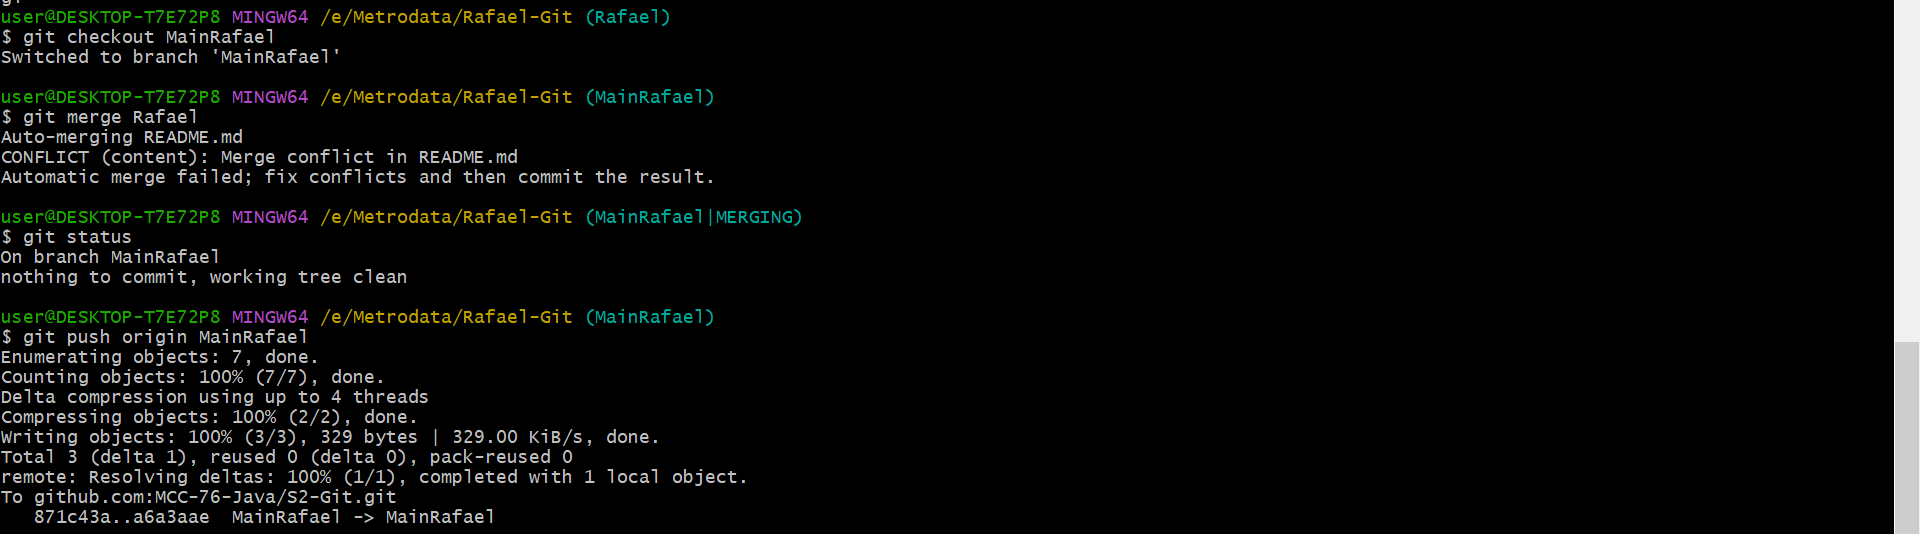 user@DESKTOP-T7E72P8 MINGW64 /e/Metrodata/Rafael-Git (Rafael)
$ git checkout MainRafael
Switched to branch 'MainRafael'
user@DESKTOP-T7E72P8 MINGW64 /e/Metrodata/Rafael-Git (MainRafael)
$ git merge Rafael
Auto-merging README.md
CONFLICT (content): Merge conflict in README.md
Automatic merge failed; fix conflicts and then commit the result.
user@DESKTOP-T7E72P8 MINGW64 /e/Metrodata/Rafael-Git (MainRafael|MERGING)
$ git status
On branch MainRafael
nothing to commit, working tree clean
user@DESKTOP-T7E72P8 MINGW64 /e/Metrodata/Rafael-Git (MainRafael)
$ git push origin MainRafael
Enumerating objects: 7, done.
Counting objects: 100% (7/7), done.
Delta compression using up to 4 threads
Compressing objects: 100% (2/2), done.
Writing objects: 100% (3/3), 329 bytes | 329.00 KiB/s, done.
Total 3 (delta 1), reused 0 (delta 0), pack-reused 0
remote: Resolving deltas: 100% (1/1), completed with 1 local object.
To github.com:MCC-76-Java/S2-Git.git
   871c43a..a6a3aae  MainRafael -> MainRafael